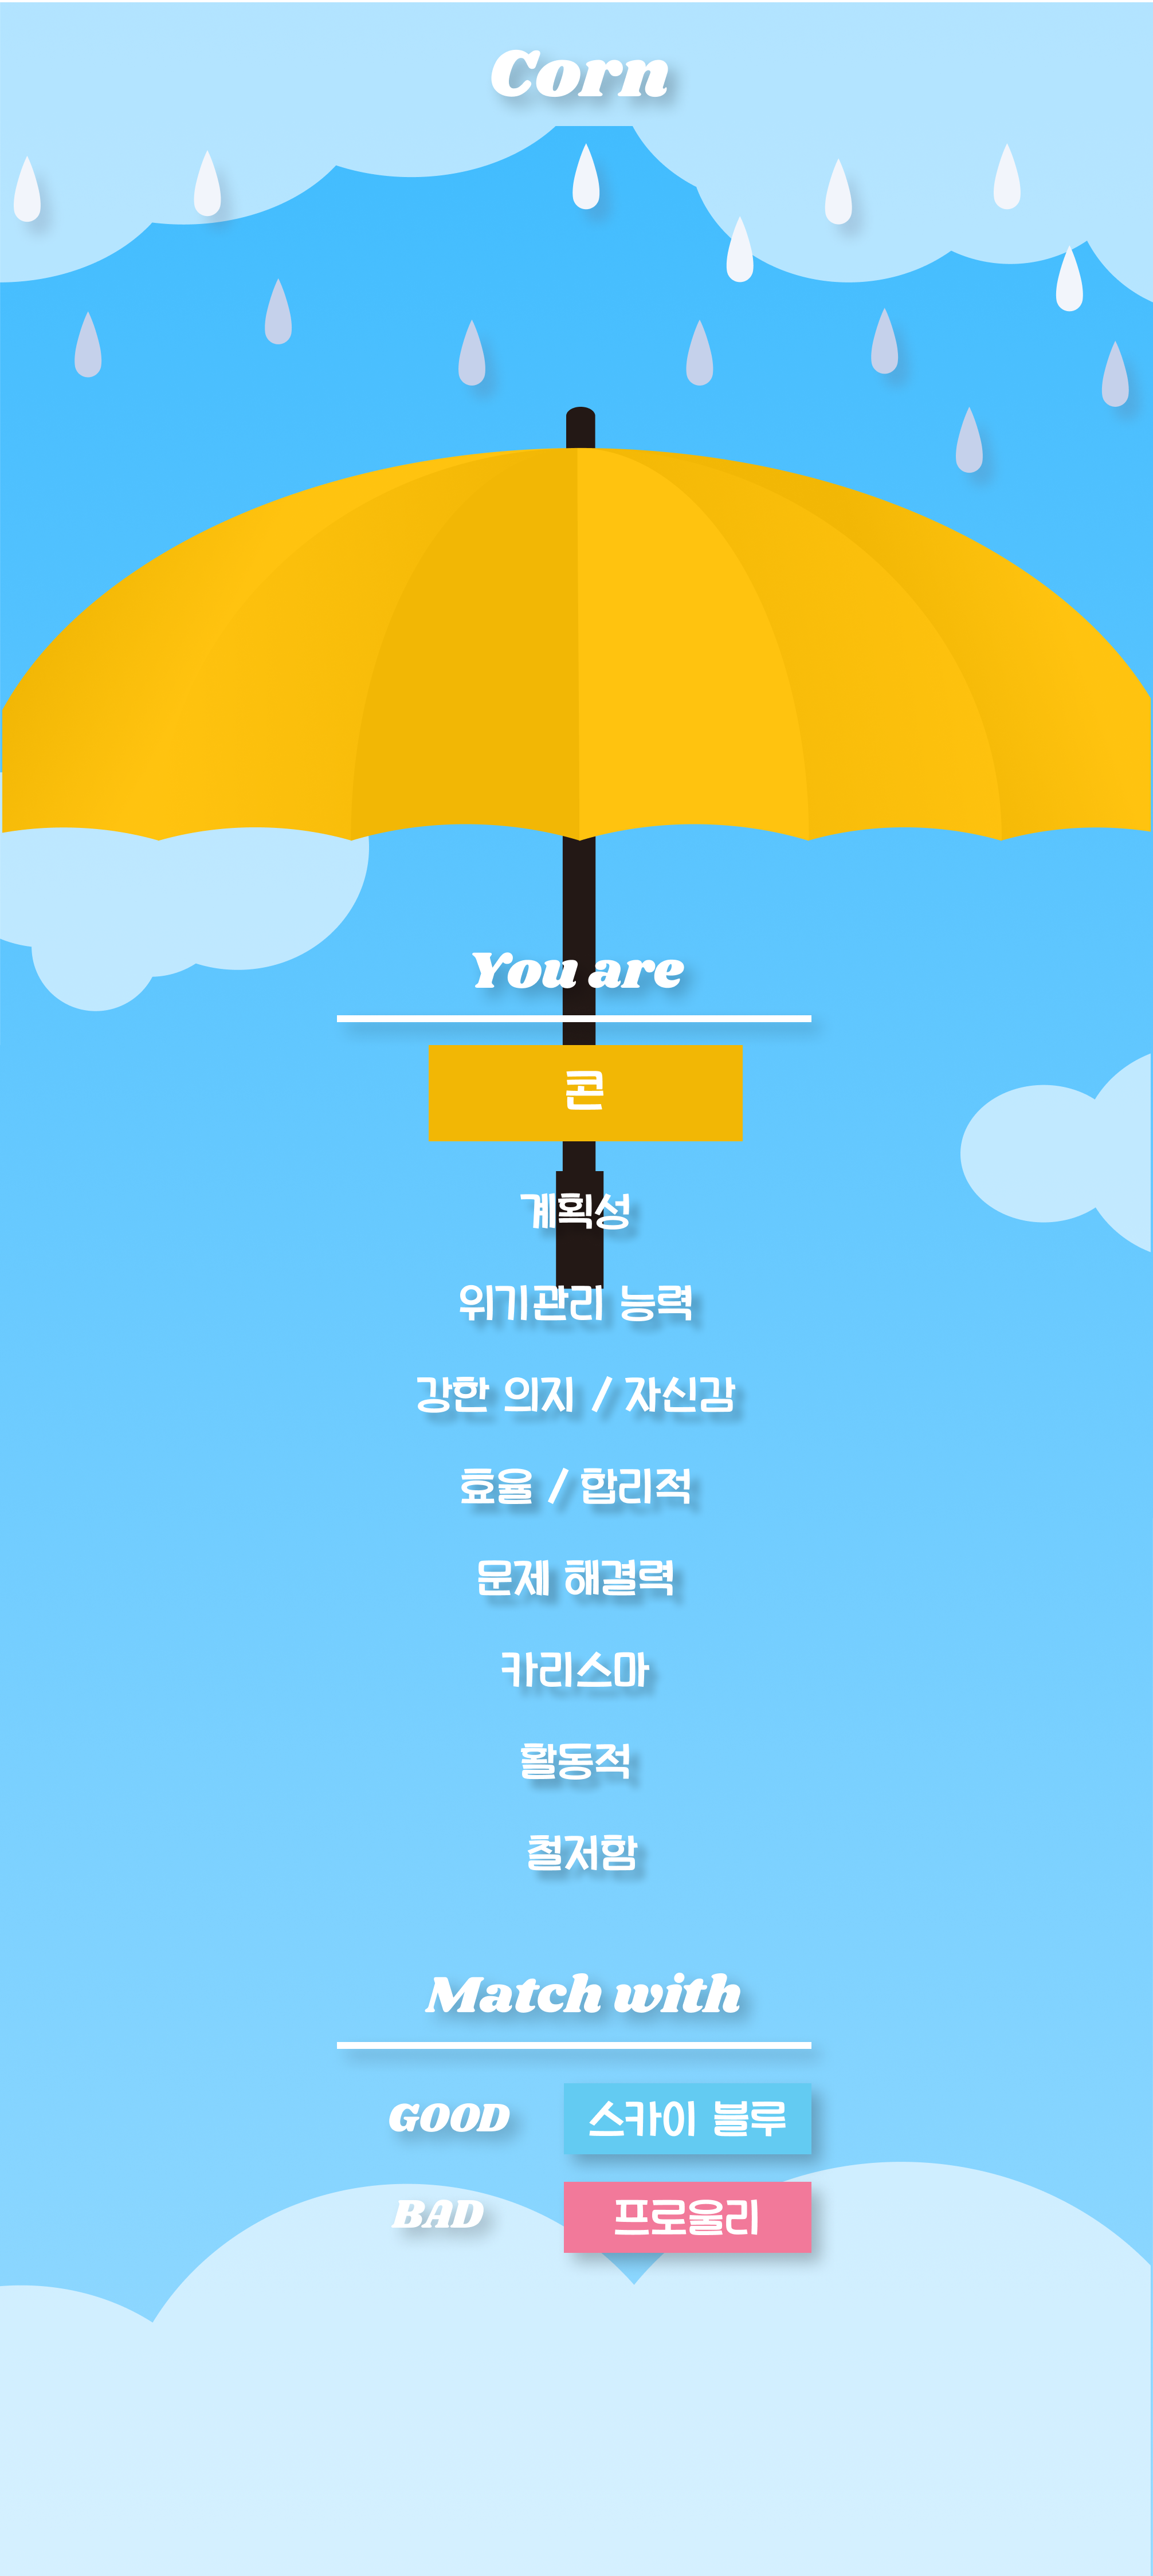 Corn
You are
콘
계획성
위기관리 능력
강한 의지 / 자신감
효율 / 합리적
문제 해결력
카리스마
활동적
철저함
Match with
GOOD 스카이 블루
BAD 프로울리